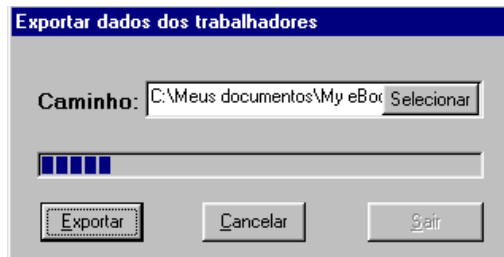 Exportar dados dos trabalhadores
Caminho: C:\Meus documentos\My eBo Selecionar
Exportar Cancelar Sair